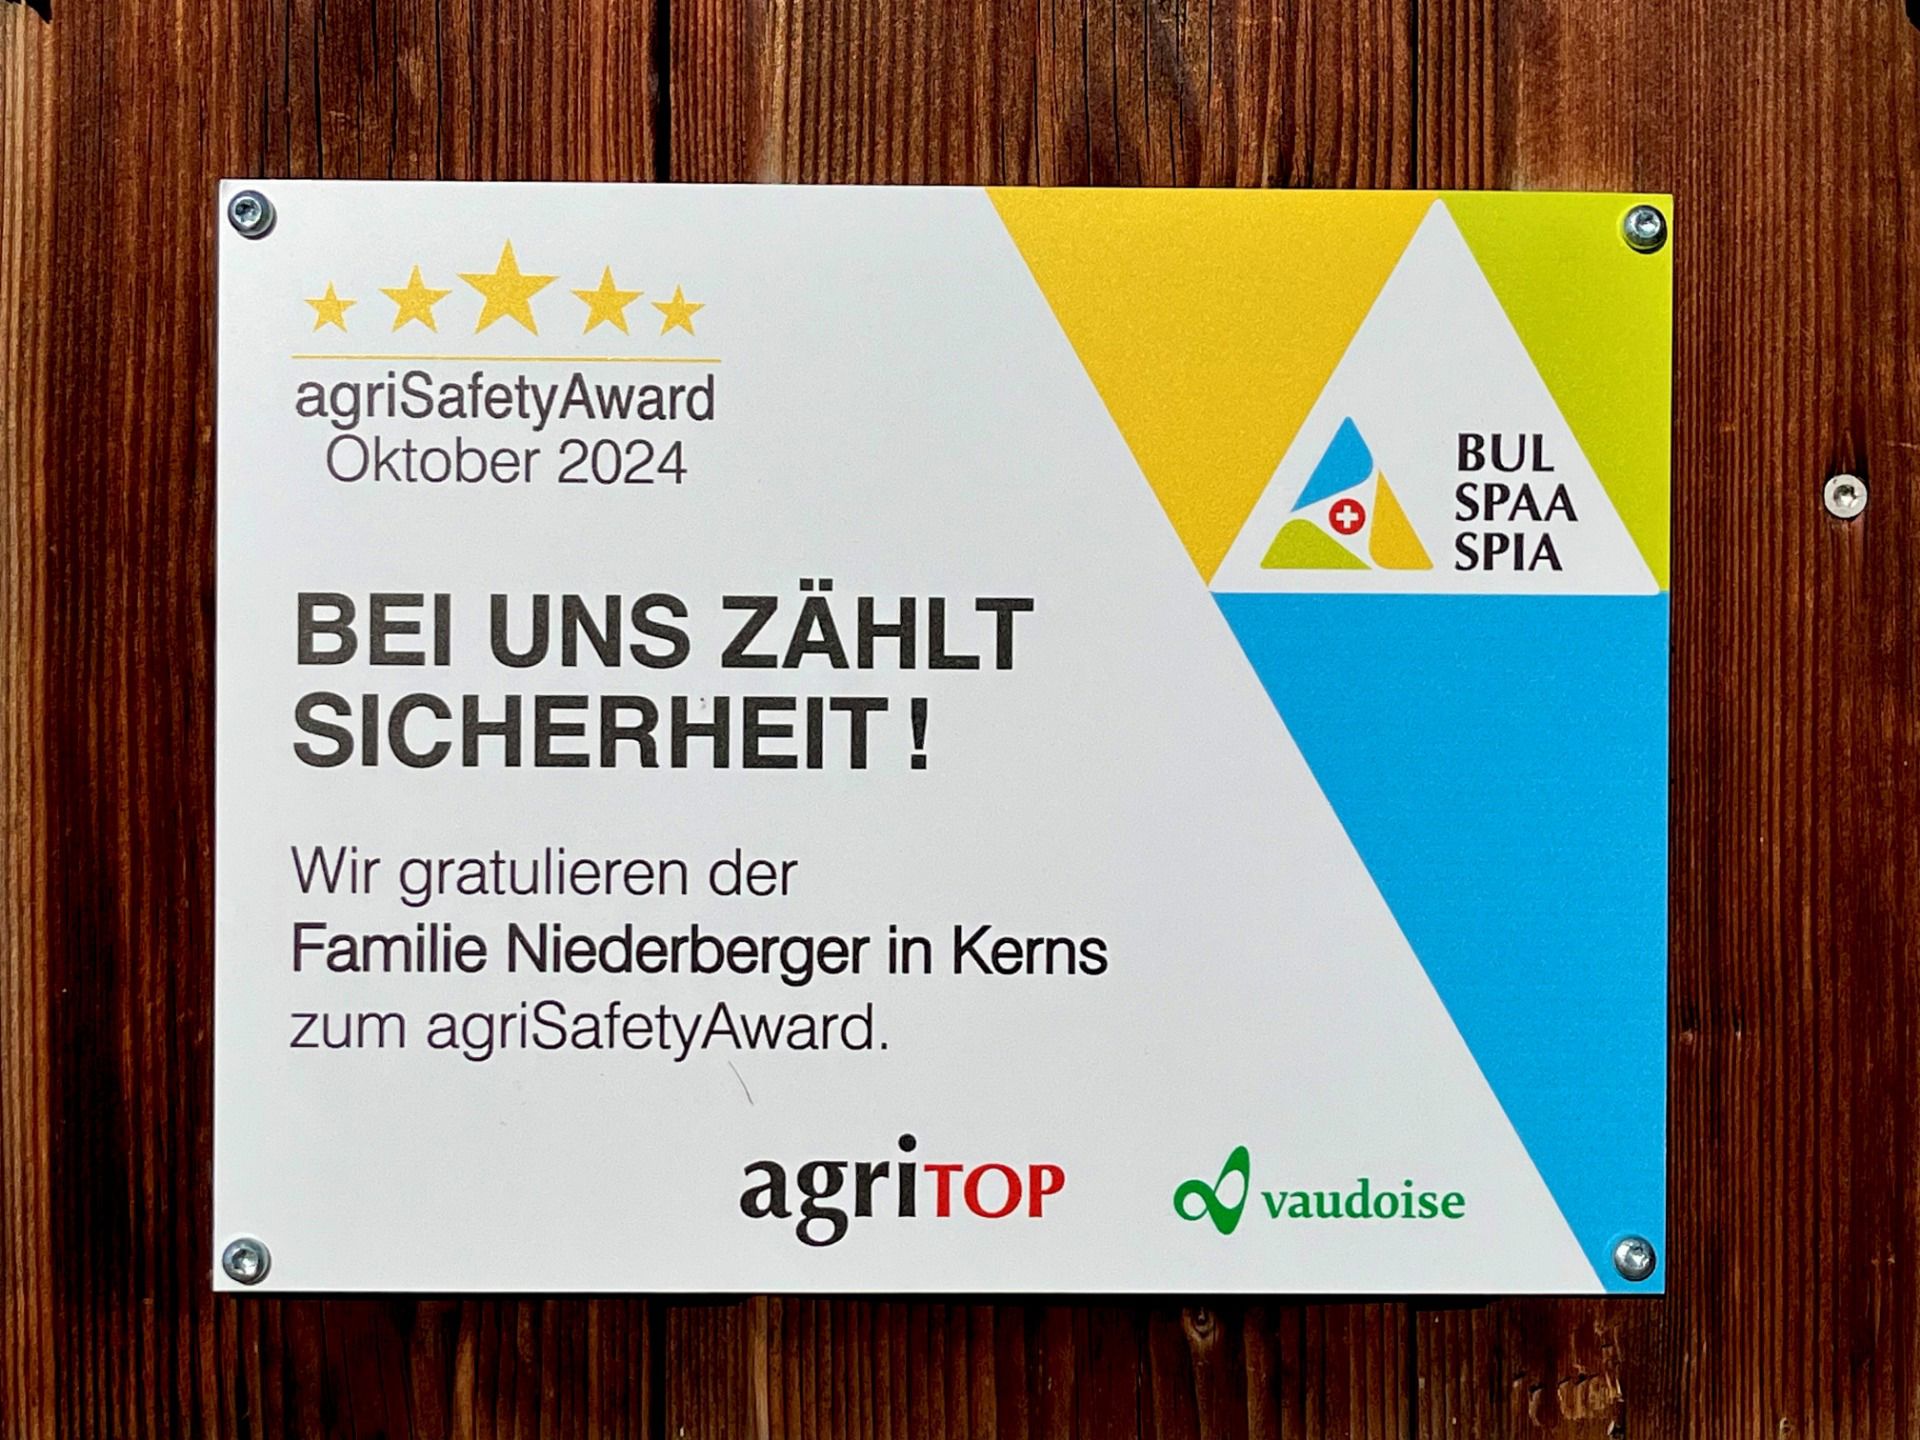 agriSafetyAward
Oktober 2024
BUL
SPAA
SPIA
BEI UNS ZÄHLT
SICHERHEIT!
Wir gratulieren der
Familie Niederberger in Kerns
zum agriSafetyAward.
agriTOP
vaudoise